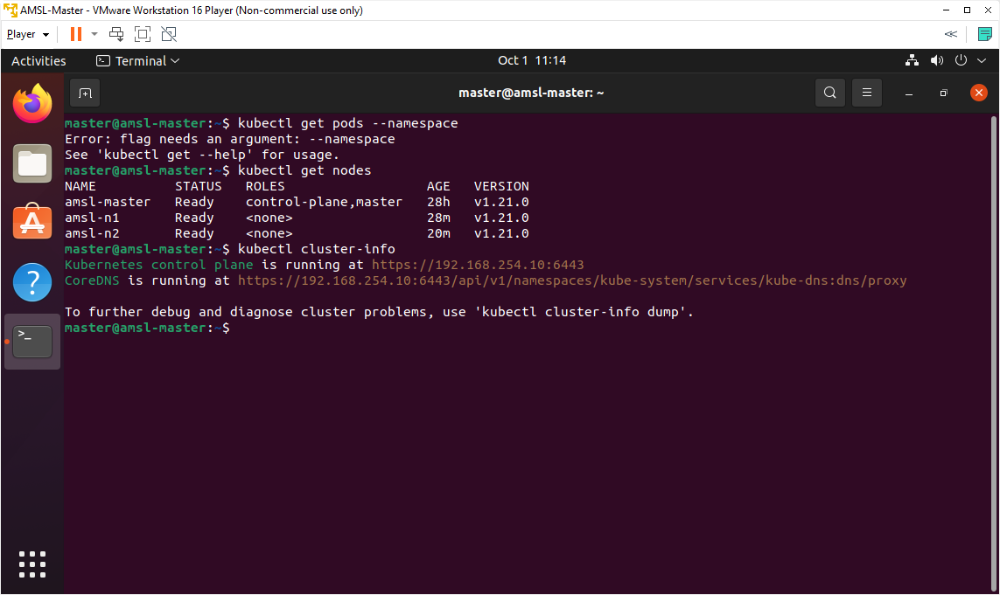 AMSL-Master - VMware Workstation 16 Player (Non-commercial use only)
Player
Activities
Terminal
Oct 1 11:14
master@amsl-master: ~
master@amsl-master:~$ kubectl get pods --namespace
Error: flag needs an argument: --namespace
See 'kubectl get --help' for usage.
master@amsl-master:~$ kubectl get nodes
NAME STATUS ROLES AGE VERSION
amsl-master Ready control-plane,master 28h v1.21.0
amsl-n1 Ready <none> 28m v1.21.0
amsl-n2 Ready <none> 20m v1.21.0
master@amsl-master:~$ kubectl cluster-info
Kubernetes control plane is running at https://192.168.254.10:6443
CoreDNS is running at https://192.168.254.10:6443/api/v1/namespaces/kube-system/services/kube-dns:dns/proxy
To further debug and diagnose cluster problems, use 'kubectl cluster-info dump'.
master@amsl-master:~$